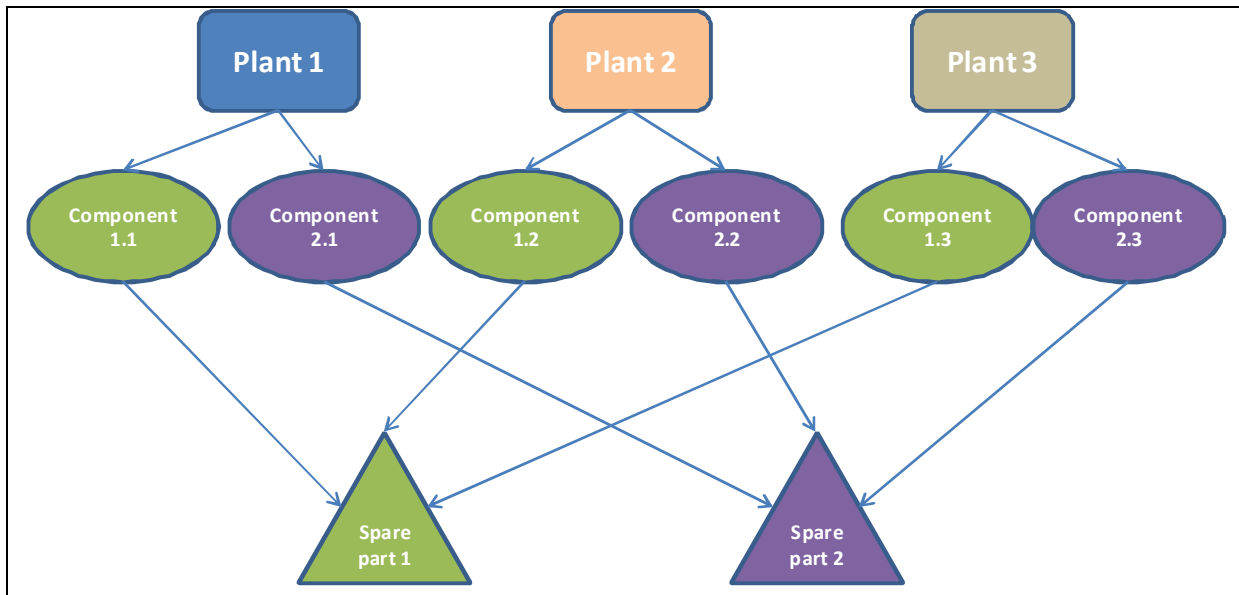 Plant 1
Plant 2
Plant 3
Component
1.1
Component
2.1
Component
1.2
Component
2.2
Component
1.3
Component
2.3
Spare
part 1
Spare
part 2